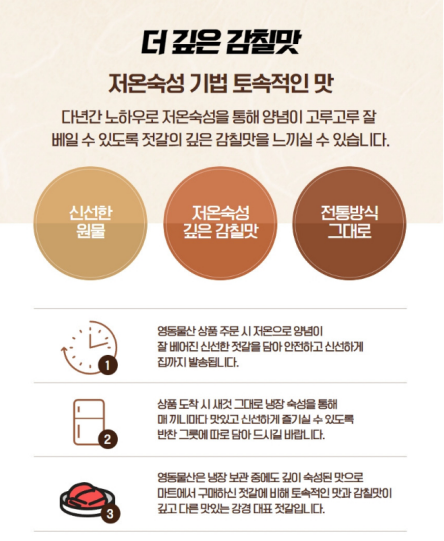 더 깊은 감칠맛
저온숙성 기법 토속적인 맛
다년간 노하우로 저온숙성을 통해 양념이 고루고루 잘
베일 수 있도록 젓갈의 깊은 감칠맛을 느끼실 수 있습니다.
신선한
원물
저온숙성
깊은 감칠맛
전통방식
그대로
영동물산 상품 주문 시 저온으로 양념이
잘 베어진 신선한 젓갈을 담아 안전하고 신선하게
집까지 발송됩니다.
1
상품 도착 시 새것 그대로 냉장 숙성을 통해
매 끼니마다 맛있고 신선하게 즐기실 수 있도록
반찬 그릇에 따로 담아 드시길 바랍니다.
2
영동물산은 냉장 보관 중에도 깊이 숙성된 맛으로
마트에서 구매하신 젓갈에 비해 토속적인 맛과 감칠맛이
깊고 다른 맛있는 강경 대표 젓갈입니다.
3